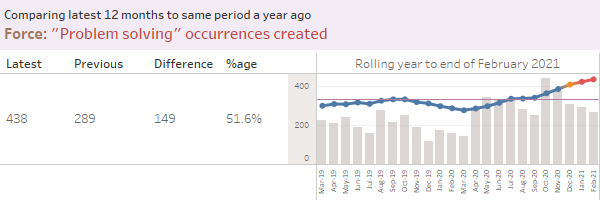 Comparing latest 12 months to same period a year ago
Force: "Problem solving" occurrences created
Latest Previous Difference %age
Rolling year to end of February 2021
438 289 149 51.6%
400
200
0
Mar-19 Apr-19 May-19 Jun-19 Jul-19 Aug-19 Sep-19 Oct-19 Nov-19 Dec-19 Jan-20 Feb-20 Mar-20 Apr-20 May-20 Jun-20 Jul-20 Aug-20 Sep-20 Oct-20 Nov-20 Dec-20 Jan-21 Feb-21